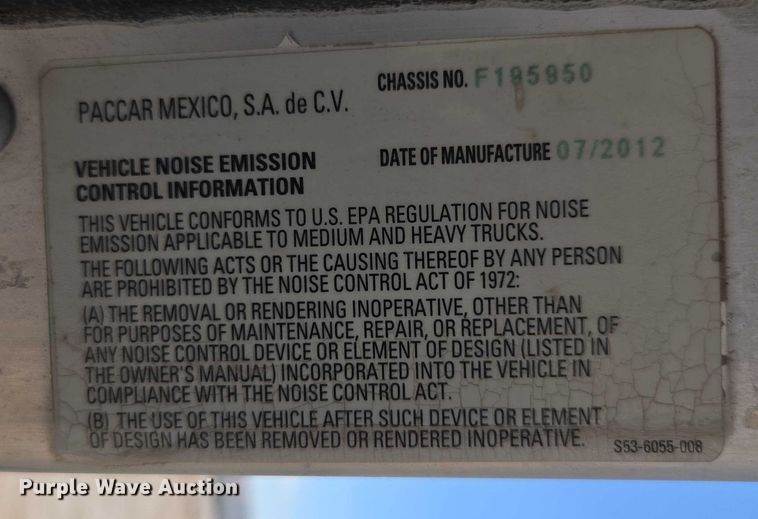 PACCAR MEXICO, S.A. de C.V.
CHASSIS NO. F195950
VEHICLE NOISE EMISSION
CONTROL INFORMATION
DATE OF MANUFACTURE 07/2012
THIS VEHICLE CONFORMS TO U.S. EPA REGULATION FOR NOISE
EMISSION APPLICABLE TO MEDIUM AND HEAVY TRUCKS.
THE FOLLOWING ACTS OR THE CAUSING THEREOF BY ANY PERSON
ARE PROHIBITED BY THE NOISE CONTROL ACT OF 1972:
(A) THE REMOVAL OR RENDERING INOPERATIVE, OTHER THAN
FOR PURPOSES OF MAINTENANCE, REPAIR, OR REPLACEMENT, OF
ANY NOISE CONTROL DEVICE OR ELEMENT OF DESIGN (LISTED IN
THE OWNER'S MANUAL) INCORPORATED INTO THE VEHICLE IN
COMPLIANCE WITH THE NOISE CONTROL ACT.
(B) THE USE OF THIS VEHICLE AFTER SUCH DEVICE OR ELEMENT
OF DESIGN HAS BEEN REMOVED OR RENDERED INOPERATIVE.
S53-6055-008
Purple Wave Auction